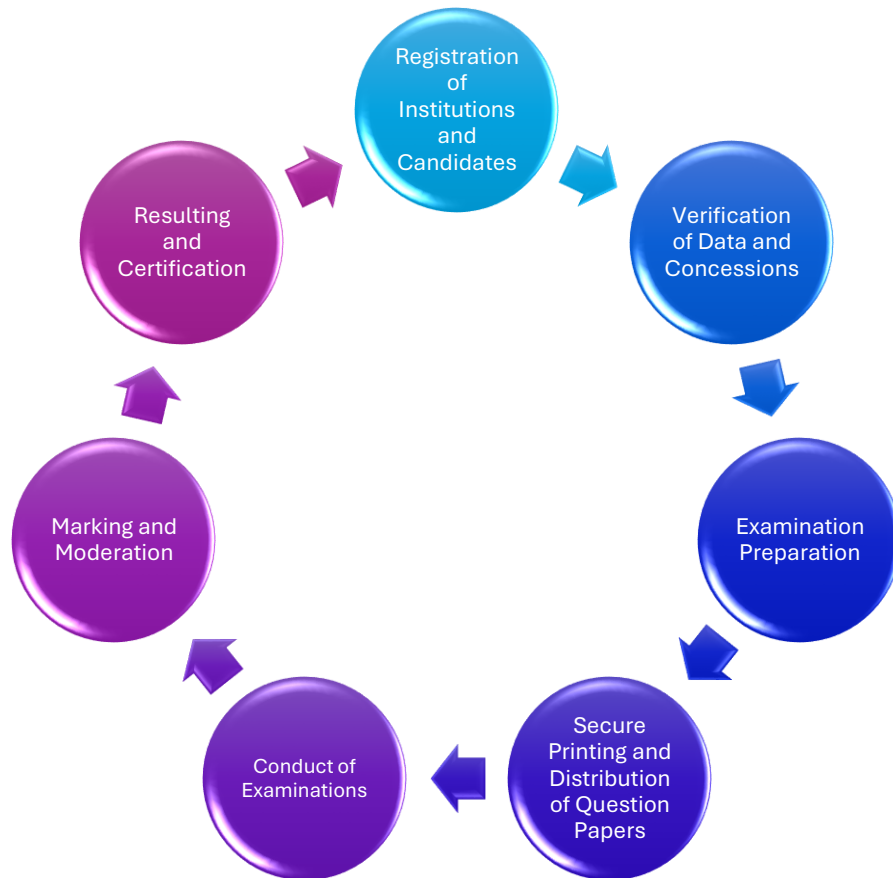 Registration
of
Institutions
and
Candidates
Verification
of Data and
Concessions
Examination
Preparation
Secure
Printing and
Distribution
of Question
Papers
Conduct of
Examinations
Marking and
Moderation
Resulting
and
Certification